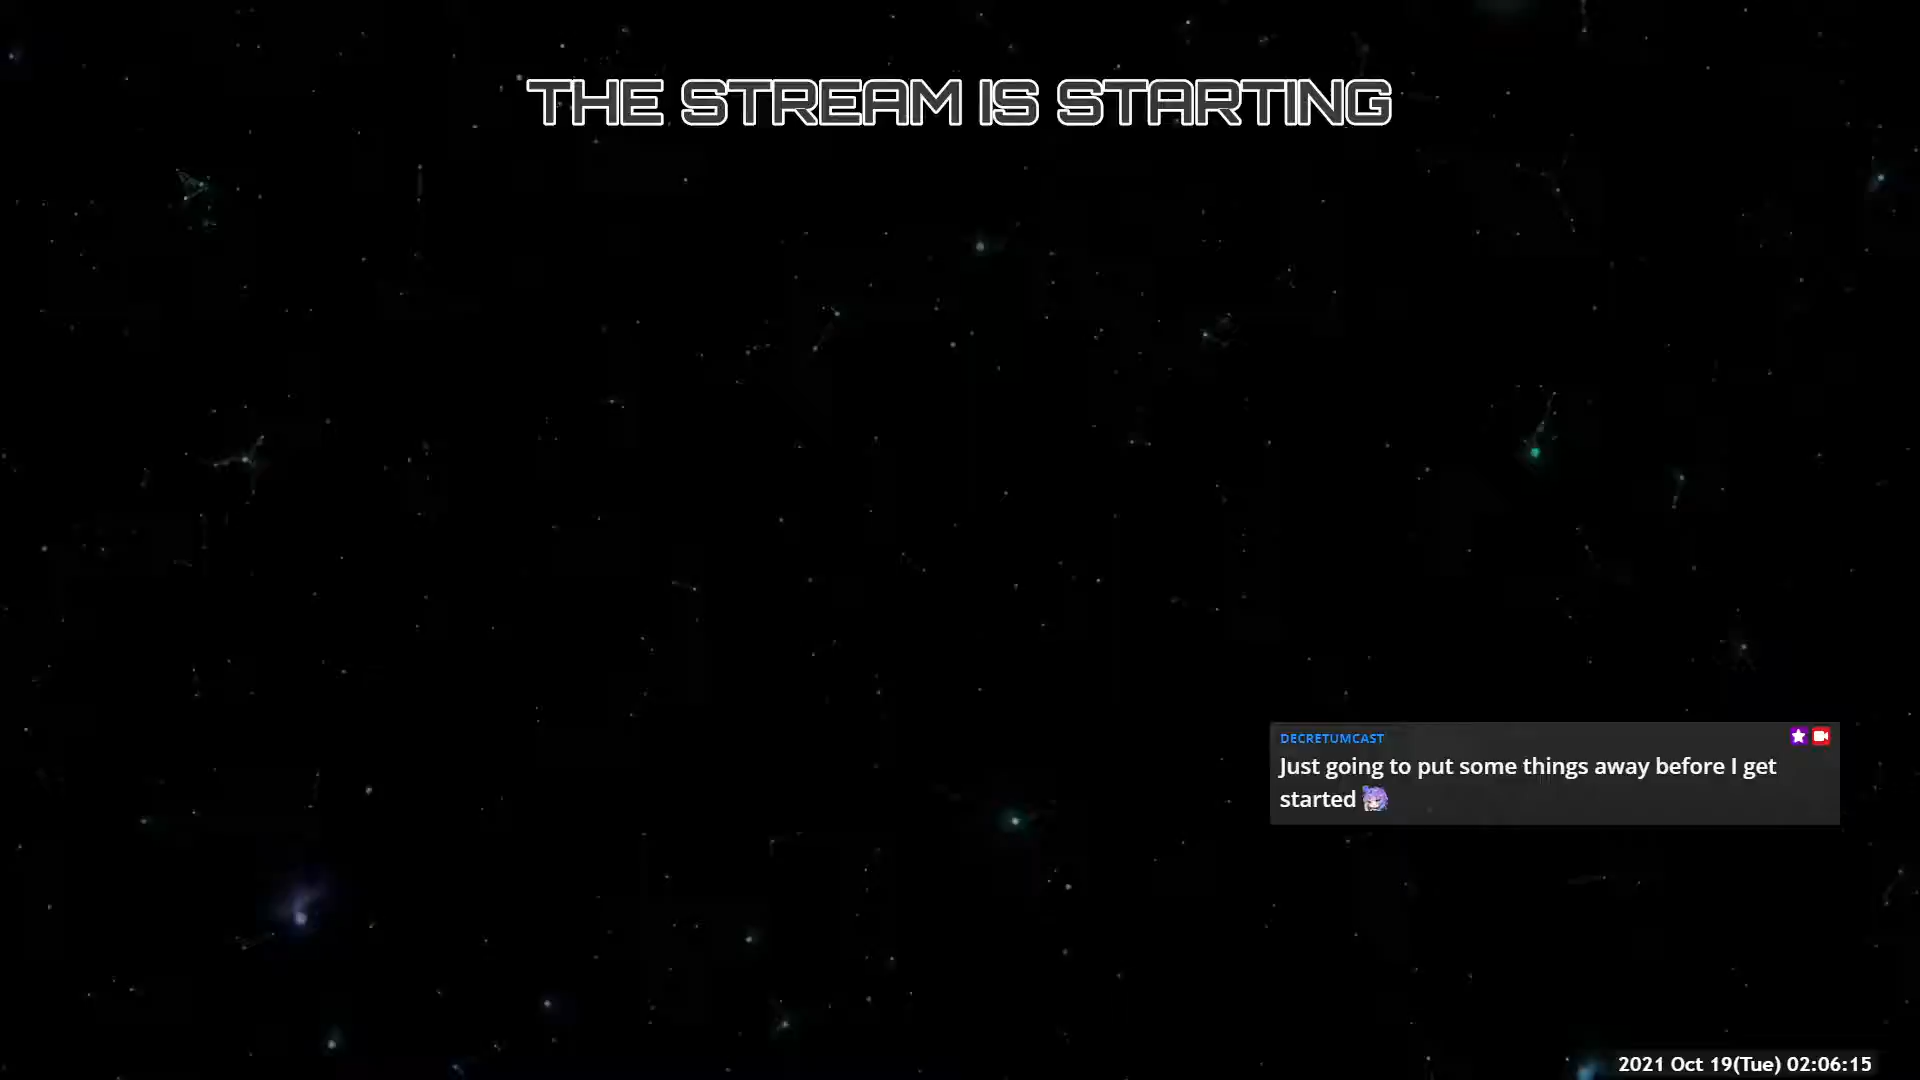 THE STREAM IS STARTING
DECRETUMCAST
Just going to put some things away before I get
started
2021 Oct 19(Tue) 02:06:15